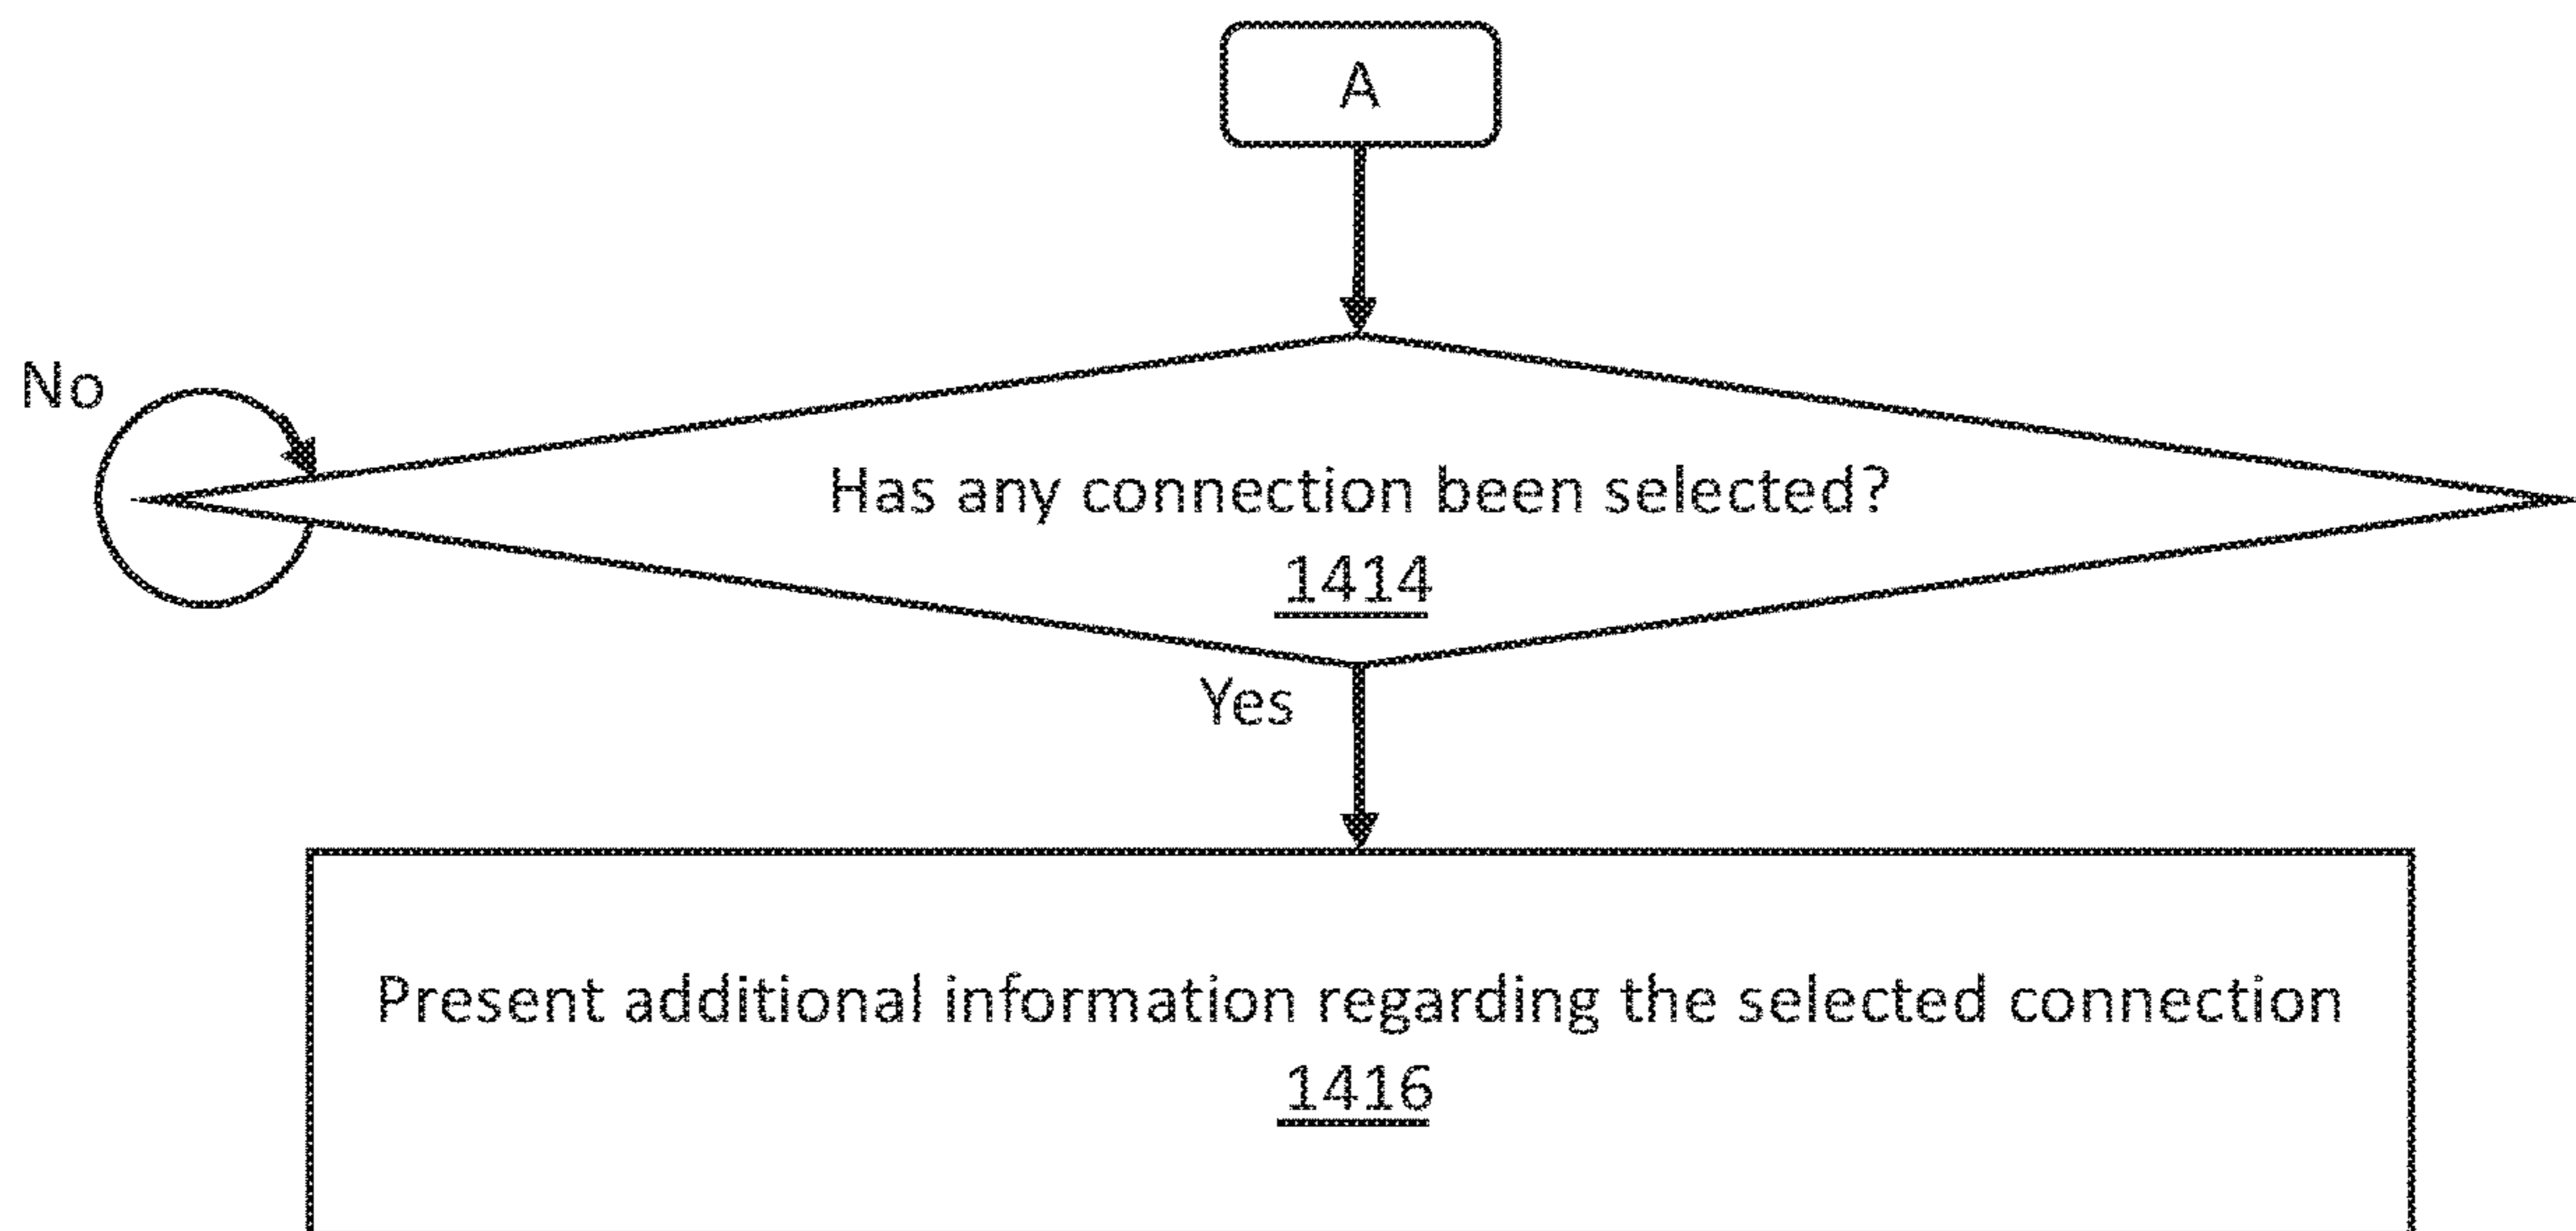 A
No
Has any connection been selected?
1414
Yes
Present additional information regarding the selected connection
1416